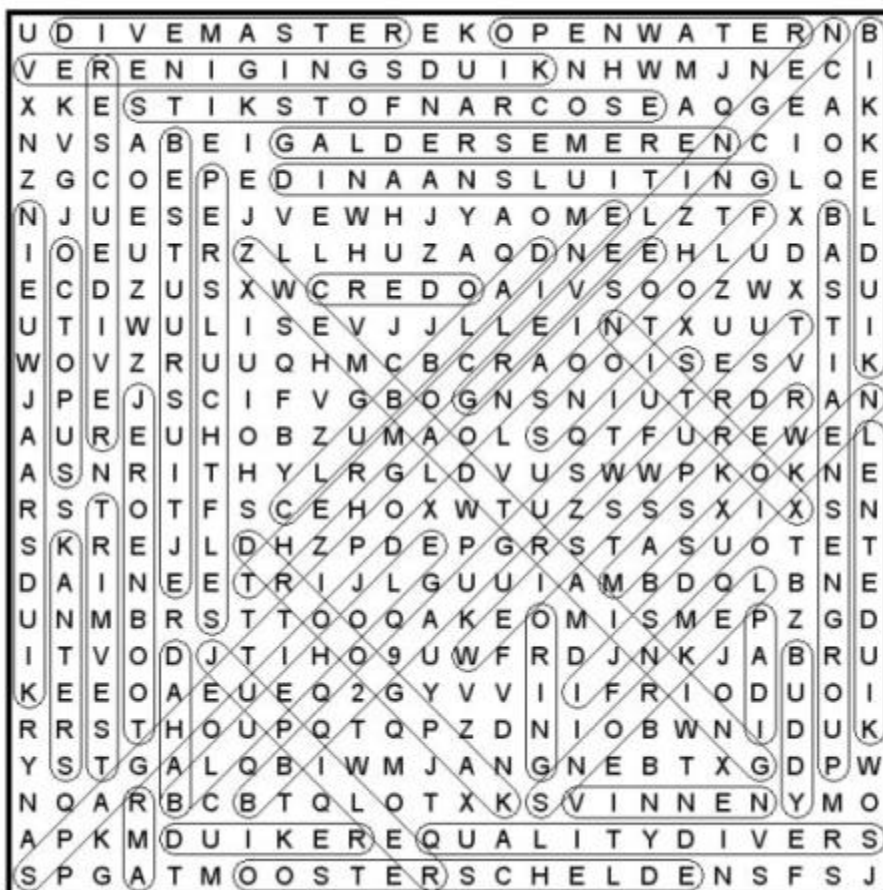 U D I V E M A S T E R E K O P E N W A T E R N B
V E R E N I G I N G S D U I K N H W M J N E C I
X K E S T I K S T O F N A R C O S E A Q G E A K
N V S A B E I G A L D E R S E M E R E N C I O K
Z G C O E P E D I N A A N S L U I T I N G L Q E
N J U E S E J V E W H J Y A O M E L Z T F X B L
I O E U T R Z L L H U Z A Q D N E E H L U D A D
E C D Z U S X W C R E D O A I V S O O Z W X S U
U T I W U L I S E V J J L L E I N T X U U T T I
W O V Z R U U Q H M C B C R A O O I S E S V I K
J P E J S C I F V G B O G N S N I U T R D R A N
A U R E U H O B Z U M A O L S Q T F U R E W E L
A S N R I T H Y L R G L D V U S W W P K O K N E
R S T O T F S C E H O X W T U Z S S S X I X S N
S K R E J L D H Z P D E P G R S T A S U O T E T
D A I N E E T R I J L G U U I A M B D Q L B N E
U N M B R S T T O O Q A K E O M I S M E P Z G D
I T V O D J T I H O 9 U W F R D J N K J A B R U
K E E O A E U E Q 2 G Y V V I I F R I O D U O I
R R S T H O U P Q T Q P Z D N I O B W N I D U K
Y S T G A L Q B I W M J A N G N E B T X G D P W
N Q A R B C B T Q L O T X K S V I N N E N Y M O
A P K M D U I K E R E Q U A L I T Y D I V E R S
S P G A T M O O S T E R S C H E L D E N S F S J